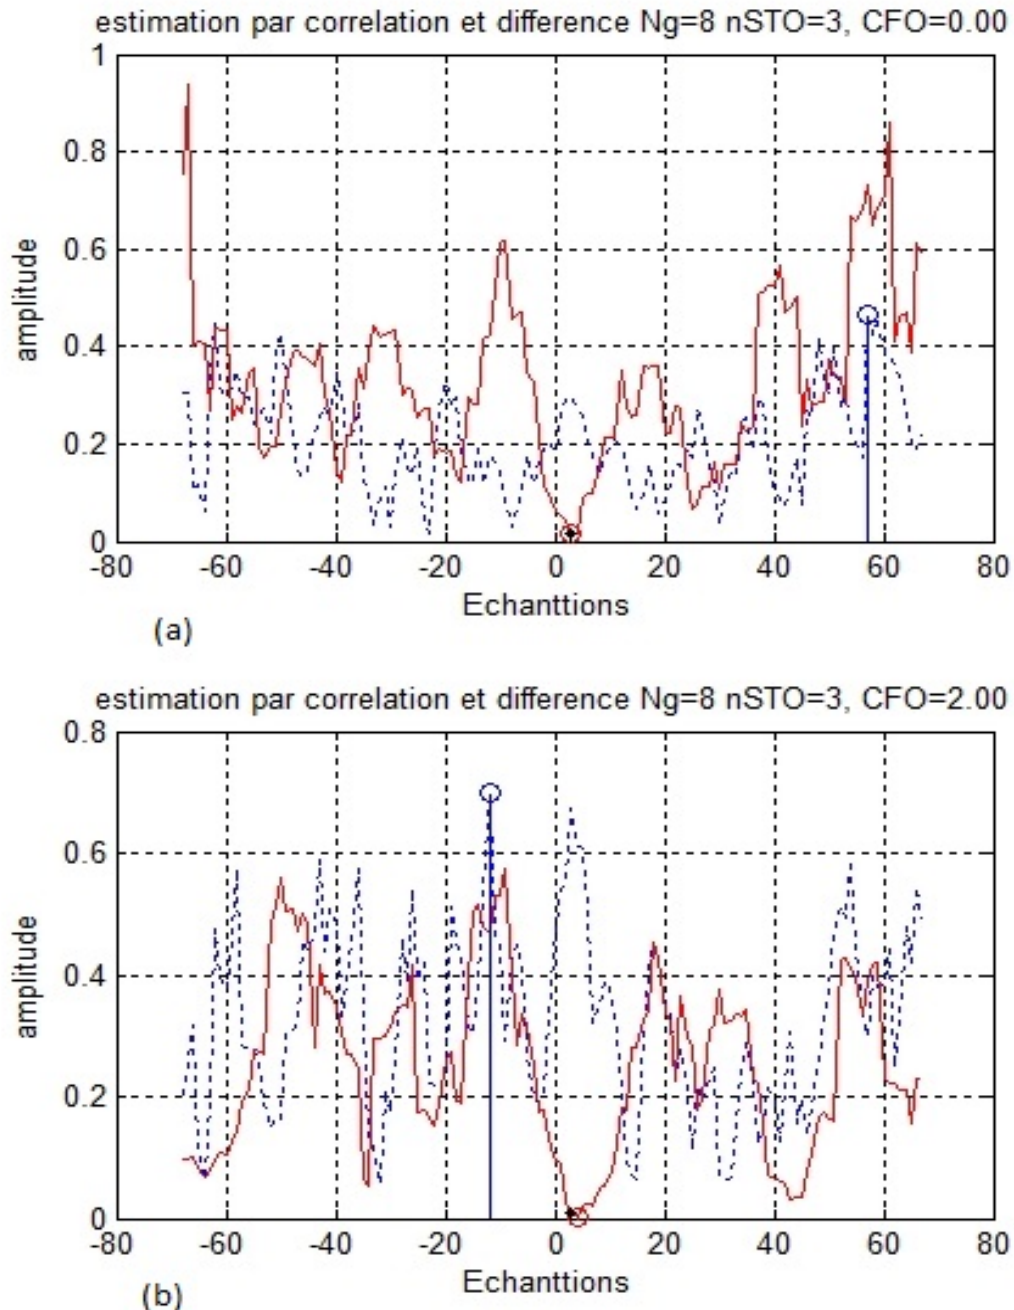 estimation par correlation et difference Ng=8 nSTO=3, CFO=0.00
1
0.8
0.6
0.4
0.2
0
amplitude
-80 -60 -40 -20 0 20 40 60 80
Echanttions
(a)
estimation par correlation et différence Ng=8 nSTO=3, CFO=2.00
0.8
0.6
0.4
0.2
0
amplitude
-80 -60 -40 -20 0 20 40 60 80
Echanttions
(b)